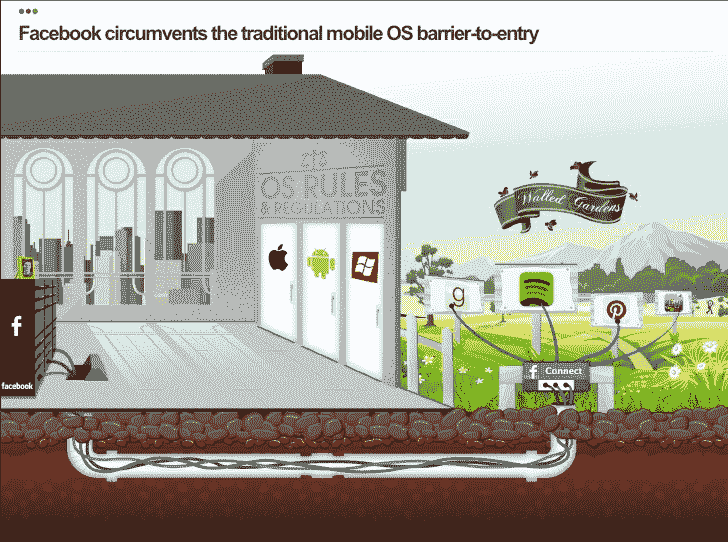 Facebook circumvents the traditional mobile OS barrier-to-entry
OS RULES
& REGULATIONS
Walled Gardens
g
f Connect
f
facebook